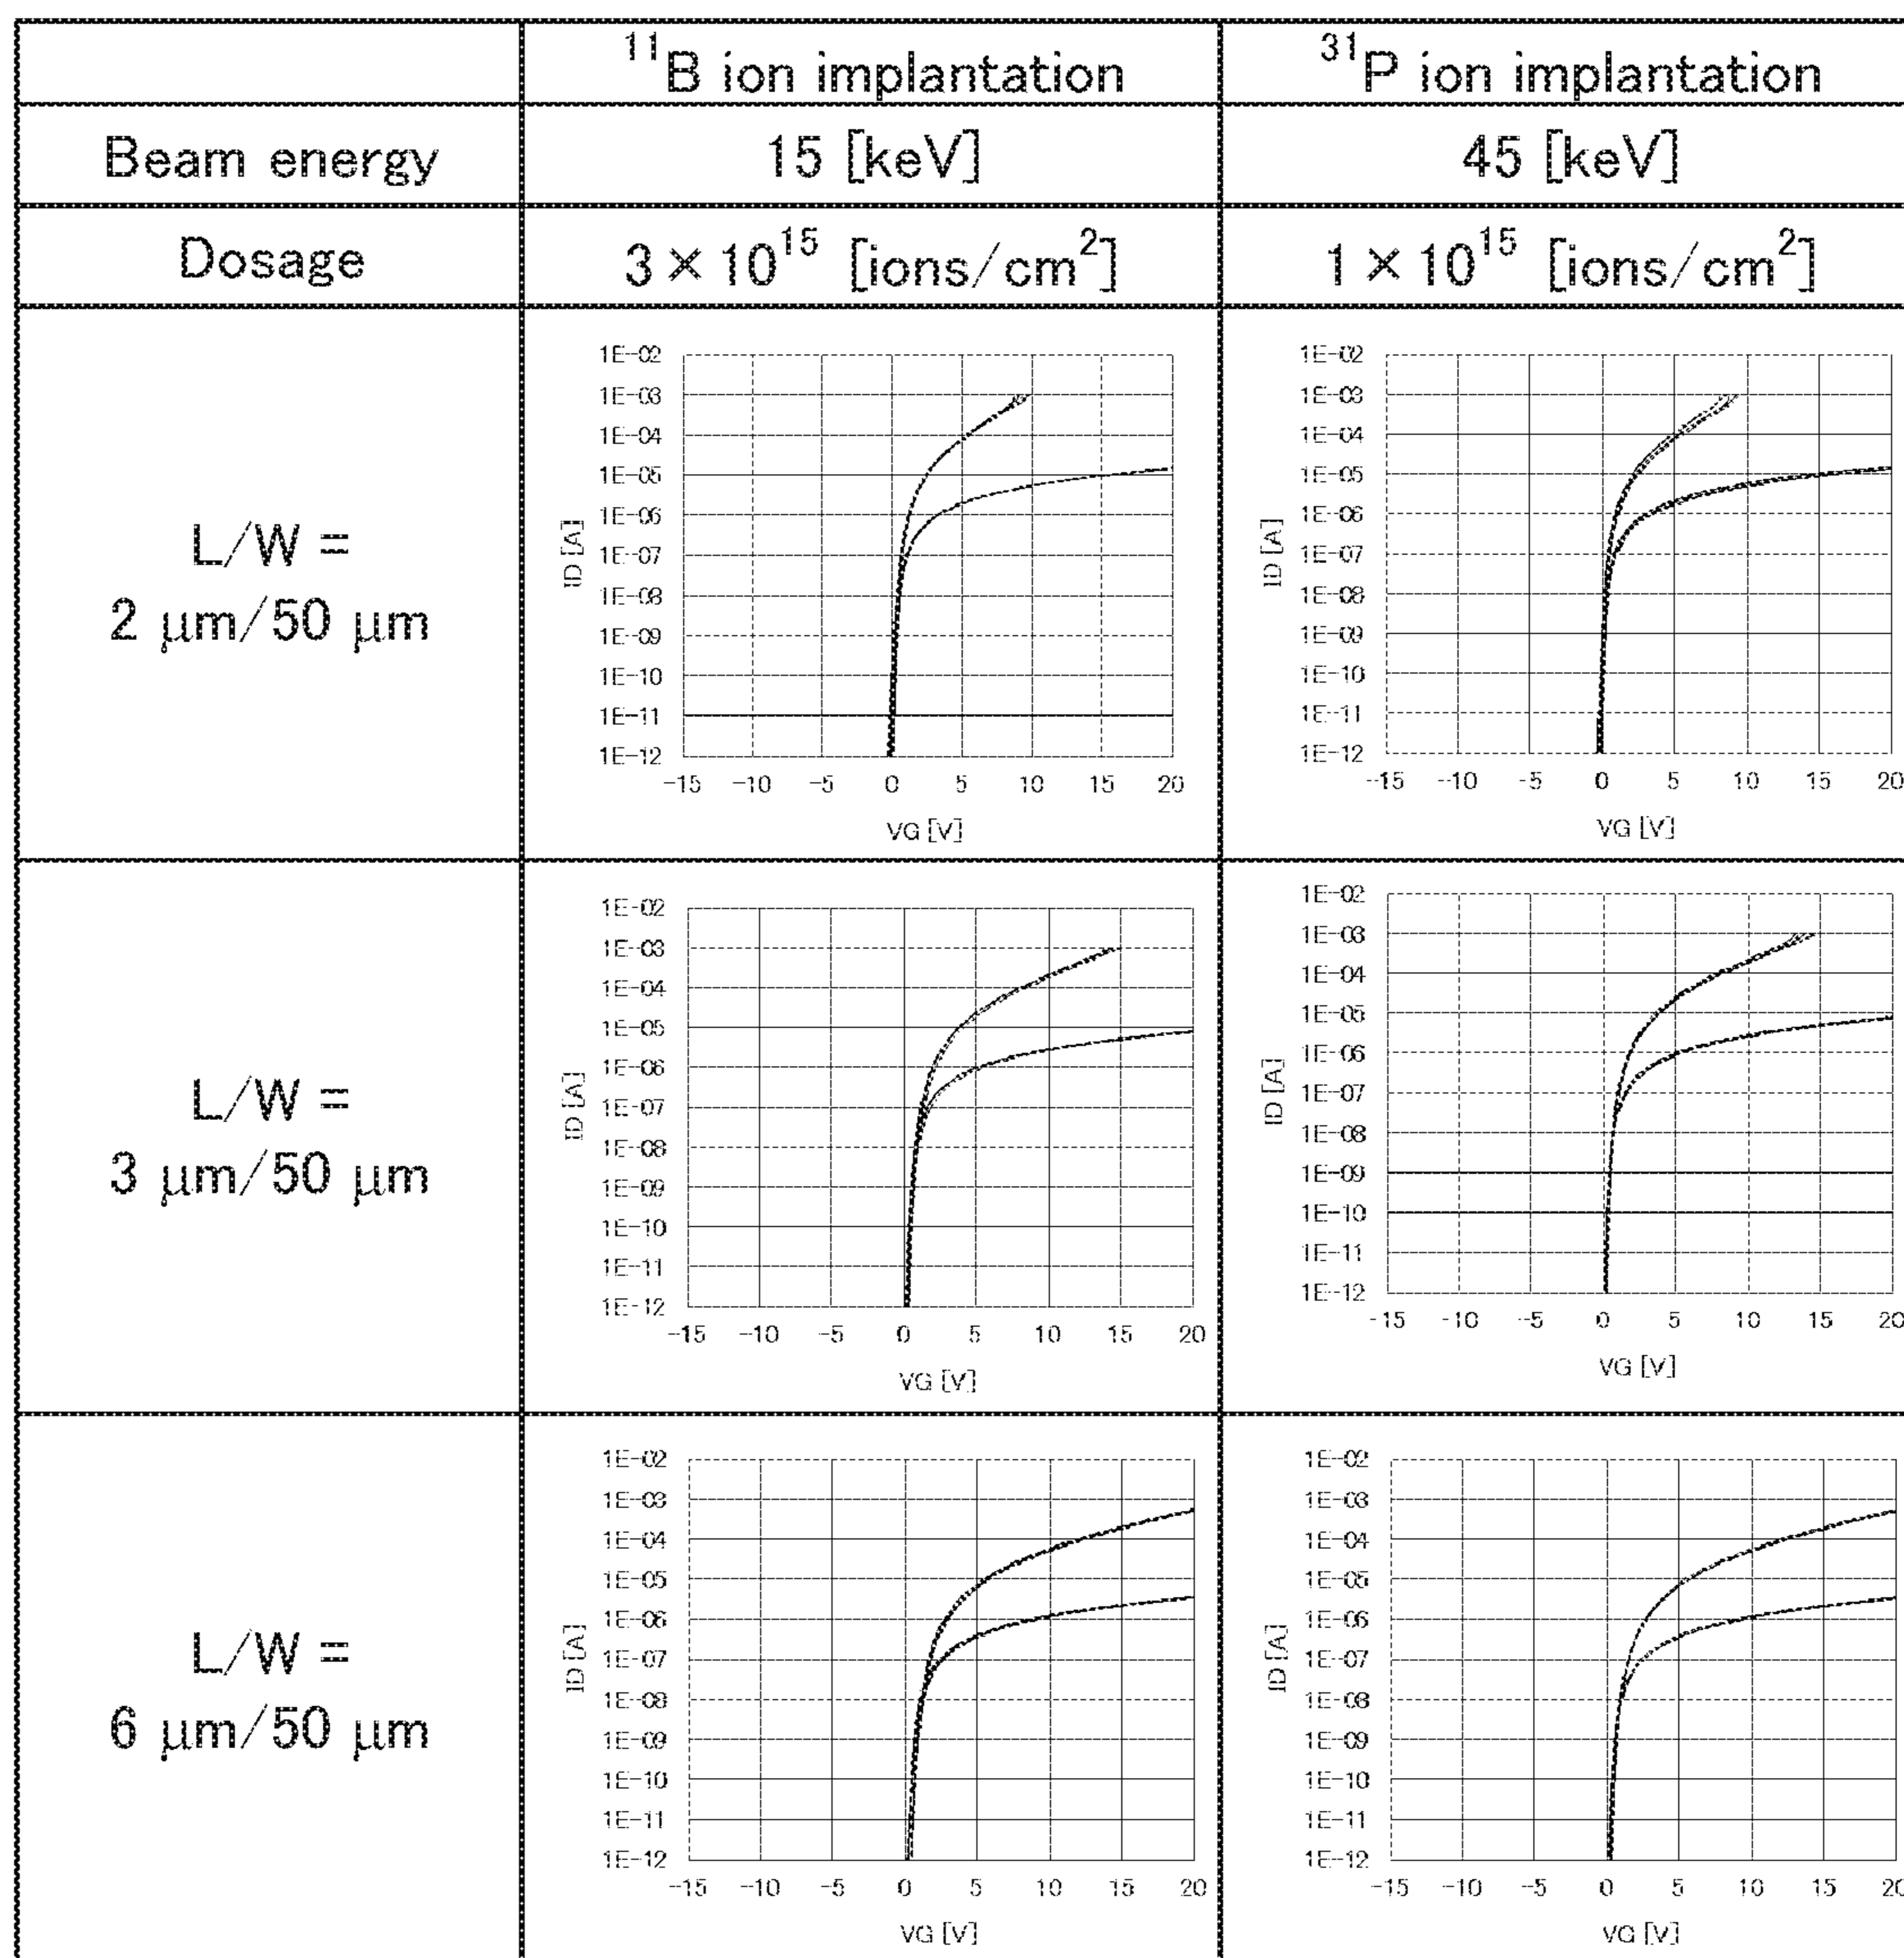 ¹¹B ion implantation
³¹P ion implantation
Beam energy
15 [keV]
45 [keV]
Dosage
3 × 10¹⁵ [ions/cm²]
1 × 10¹⁵ [ions/cm²]
L/W =
2 μm/50 μm
1E-02
1E-03
1E-04
1E-05
1E-06
1E-07
1E-08
1E-09
1E-10
1E-11
1E-12
ID [A]
-15 -10 -5 0 5 10 15 20
VG [V]
1E-02
1E-03
1E-04
1E-05
1E-06
1E-07
1E-08
1E-09
1E-10
1E-11
1E-12
ID [A]
-15 -10 -5 0 5 10 15 20
VG [V]
L/W =
3 μm/50 μm
1E-02
1E-03
1E-04
1E-05
1E-06
1E-07
1E-08
1E-09
1E-10
1E-11
1E-12
ID [A]
-15 -10 -5 0 5 10 15 20
VG [V]
1E-02
1E-03
1E-04
1E-05
1E-06
1E-07
1E-08
1E-09
1E-10
1E-11
1E-12
ID [A]
-15 -10 -5 0 5 10 15 20
VG [V]
L/W =
6 μm/50 μm
1E-02
1E-03
1E-04
1E-05
1E-06
1E-07
1E-08
1E-09
1E-10
1E-11
1E-12
ID [A]
-15 -10 -5 0 5 10 15 20
VG [V]
1E-02
1E-03
1E-04
1E-05
1E-06
1E-07
1E-08
1E-09
1E-10
1E-11
1E-12
ID [A]
-15 -10 -5 0 5 10 15 20
VG [V]